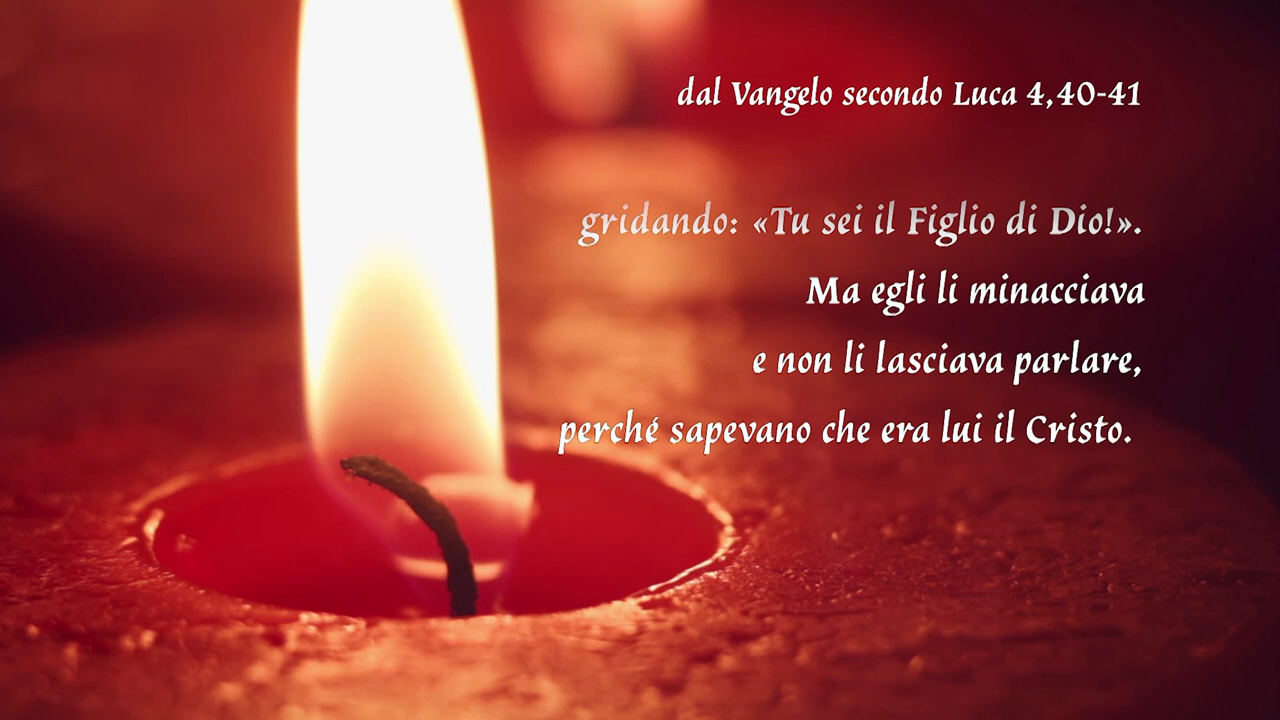 dal Vangelo secondo Luca 4,40-41
gridando: «Tu sei il Figlio di Dio!».
Ma egli li minacciava
e non li lasciava parlare,
perché sapevano che era lui il Cristo.